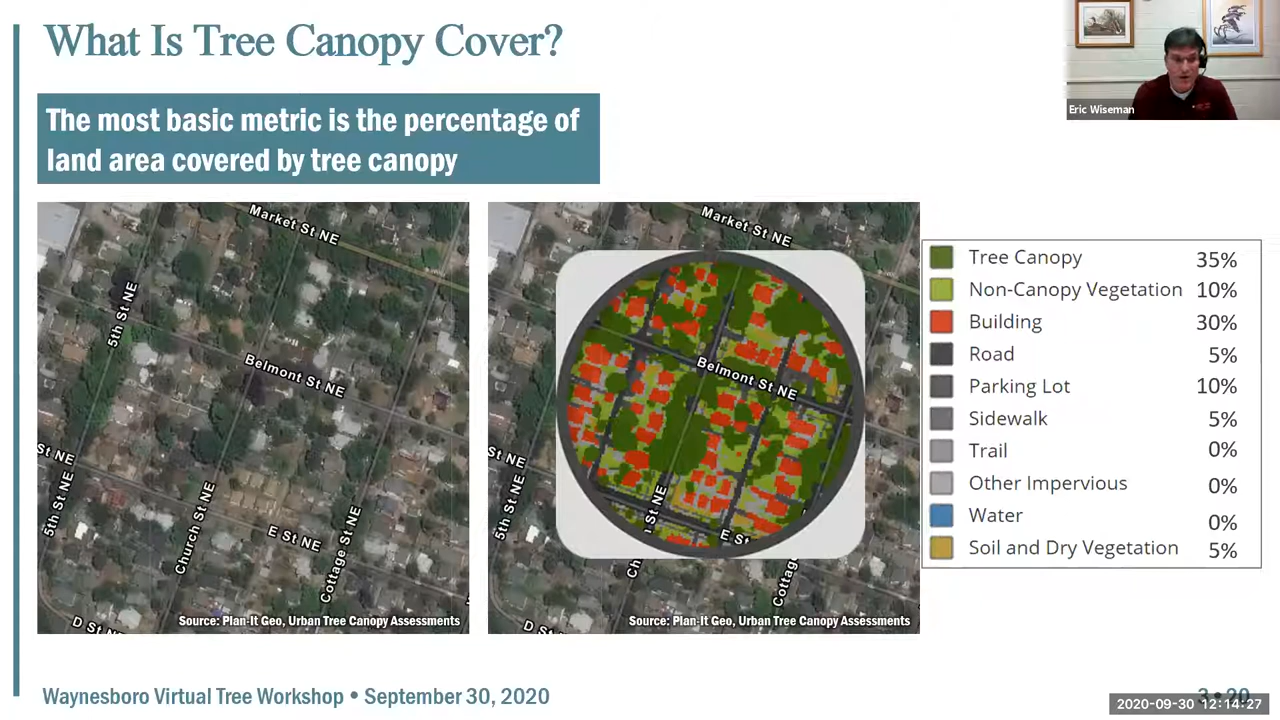 What Is Tree Canopy Cover?
Eric Wiseman
The most basic metric is the percentage of
land area covered by tree canopy
Market St NE
5th St NE
Belmont St NE
St NE
5th St NE
Church St NE
E St NE
Cottage St NE
D St N
Source: Plan-It Geo, Urban Tree Canopy Assessments
Market St NE
Belmont St NE
St NE
5th St NE
St NE
Ch
E St
Cottag
D St
Source: Plan-It Geo, Urban Tree Canopy Assessments
Tree Canopy 35%
Non-Canopy Vegetation 10%
Building 30%
Road 5%
Parking Lot 10%
Sidewalk 5%
Trail 0%
Other Impervious 0%
Water 0%
Soil and Dry Vegetation 5%
Waynesboro Virtual Tree Workshop • September 30, 2020
3 • 20
2020-09-30 12:14:27